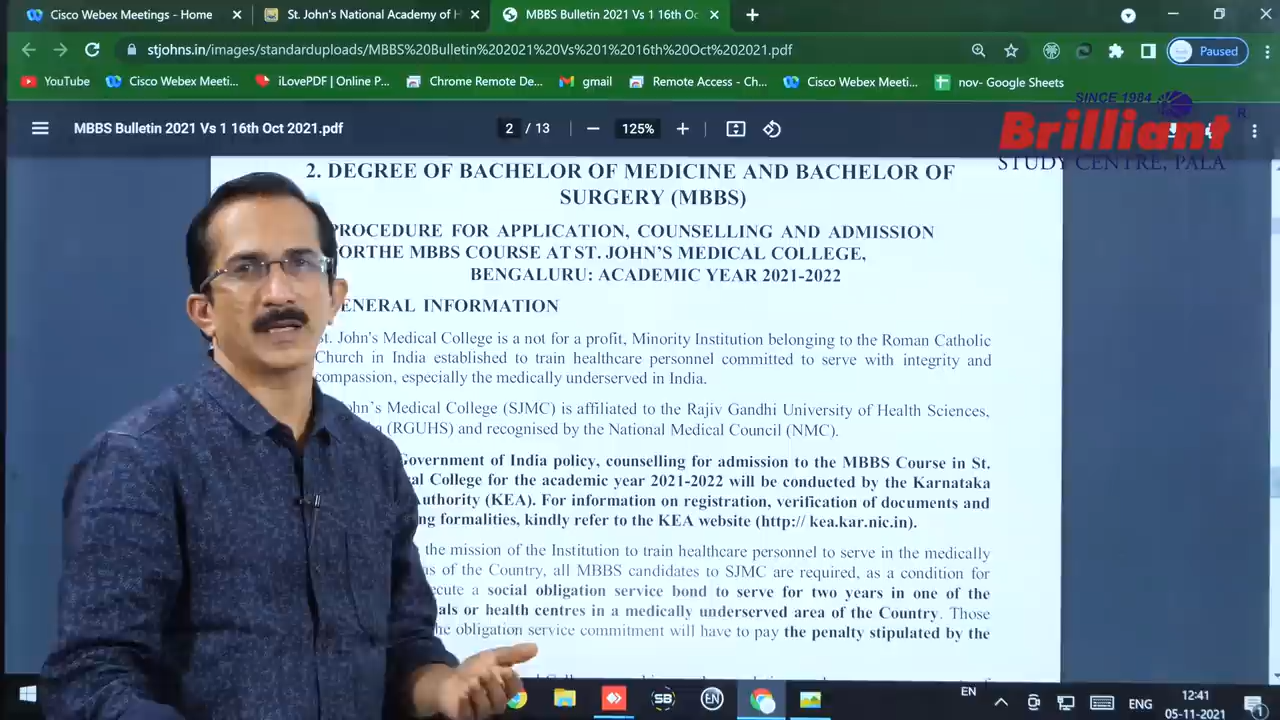 Cisco Webex Meetings - Home
St. John's National Academy of H
MBBS Bulletin 2021 Vs 1 16th Oc
stjohns.in/images/standarduploads/MBBS%20Bulletin%202021%20Vs%201%2016th%20Oct%202021.pdf
Paused
YouTube
Cisco Webex Meeti...
iLovePDF | Online P...
Chrome Remote De...
gmail
Remote Access - Ch...
Cisco Webex Meeti...
nov- Google Sheets
SINCE 1984
Brilliant ®
STUDY CENTRE, PALA
MBBS Bulletin 2021 Vs 1 16th Oct 2021.pdf
2 / 13
125%
2. DEGREE OF BACHELOR OF MEDICINE AND BACHELOR OF
SURGERY (MBBS)
PROCEDURE FOR APPLICATION, COUNSELLING AND ADMISSION
ORTHE MBBS COURSE AT ST. JOHN'S MEDICAL COLLEGE,
BENGALURU: ACADEMIC YEAR 2021-2022
ENERAL INFORMATION
St. John's Medical College is a not for a profit, Minority Institution belonging to the Roman Catholic
Church in India established to train healthcare personnel committed to serve with integrity and
compassion, especially the medically underserved in India.
John's Medical College (SJMC) is affiliated to the Rajiv Gandhi University of Health Sciences,
(RGUHS) and recognised by the National Medical Council (NMC).
Government of India policy, counselling for admission to the MBBS Course in St.
al College for the academic year 2021-2022 will be conducted by the Karnataka
uthority (KEA). For information on registration, verification of documents and
ng formalities, kindly refer to the KEA website (http:// kea.kar.nic.in).
the mission of the Institution to train healthcare personnel to serve in the medically
as of the Country, all MBBS candidates to SJMC are required, as a condition for
ecute a social obligation service bond to serve for two years in one of the
als or health centres in a medically underserved area of the Country. Those
he obligation service commitment will have to pay the penalty stipulated by the
SB
EN
EN
ENG
12:41
05-11-2021
1